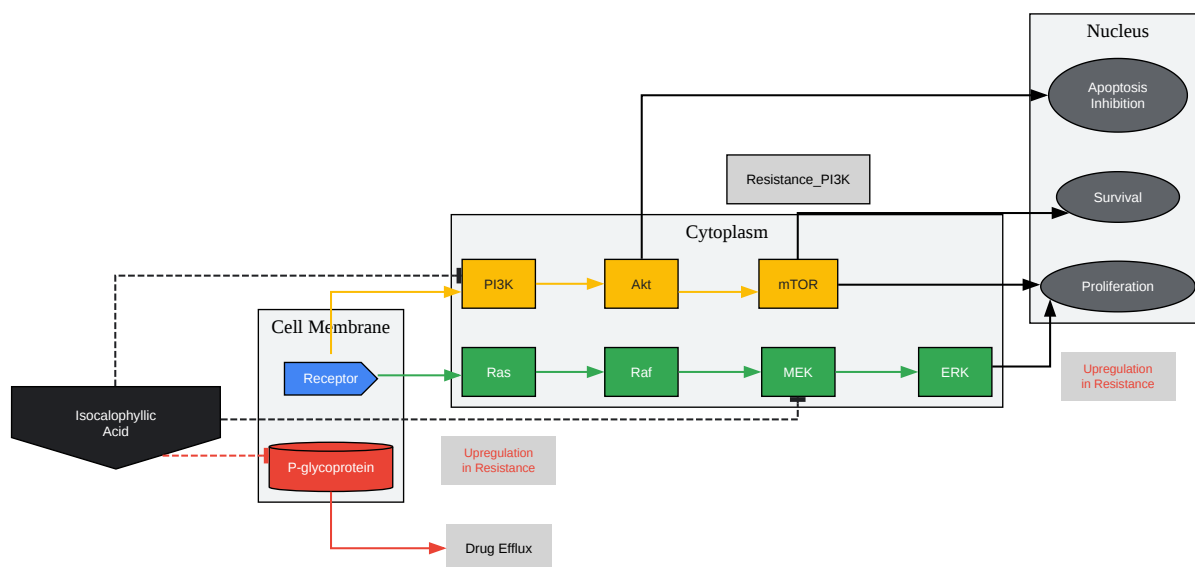 Nucleus
Apoptosis
Inhibition
Resistance_PI3K
Survival
Cytoplasm
PI3K
Akt
mTOR
Proliferation
Cell Membrane
Receptor
Ras
Raf
MEK
ERK
Upregulation
in Resistance
Isocalophyllic
Acid
P-glycoprotein
Upregulation
in Resistance
Drug Efflux